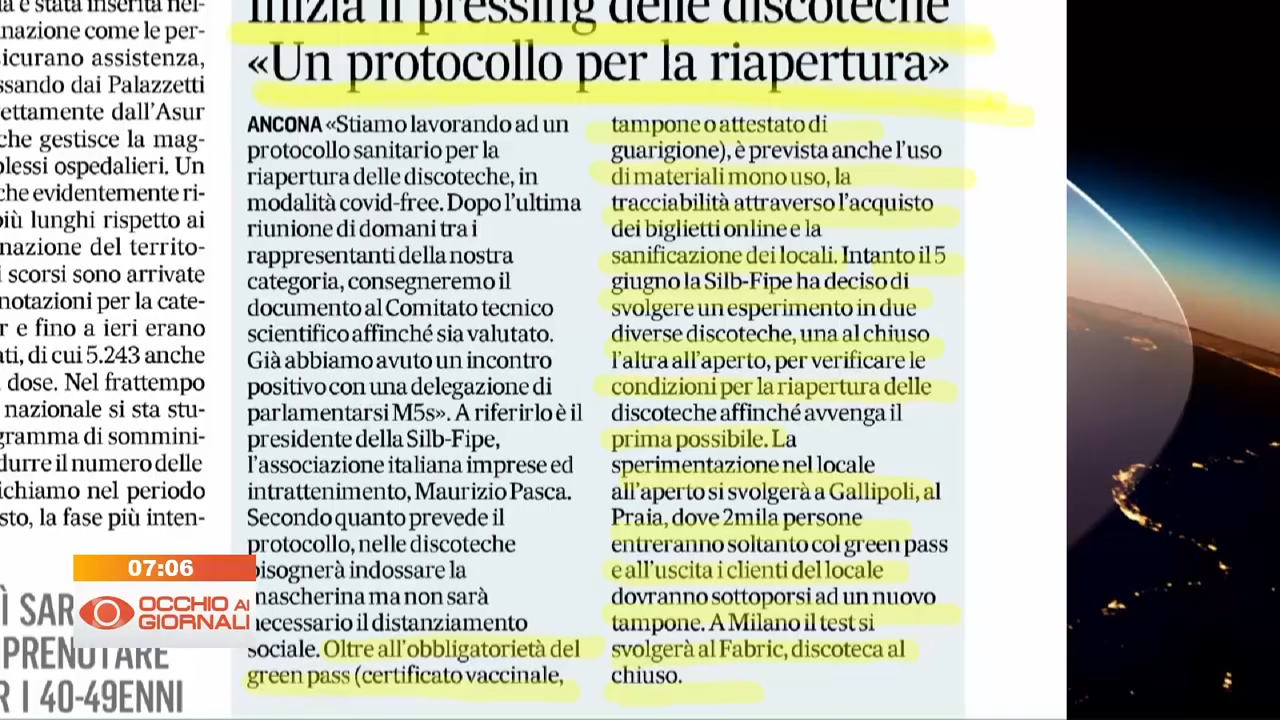 è stata inserita nel-
nazione come le per-
sicurano assistenza,
ssando dai Palazzetti
rettamente dall'Asur
che gestisce la mag-
plessi ospedalieri. Un
che evidentemente ri-
più lunghi rispetto ai
nazione del territo-
i scorsi sono arrivate
notazioni per la cate-
r e fino a ieri erano
ati, di cui 5.243 anche
dose. Nel frattempo
nazionale si sta stu-
gramma di sommini-
durre il numero delle
ichiamo nel periodo
sto, la fase più inten-
Ì SAR
PRENOTARE
R I 40-49ENNI
Inizia il pressing delle discoteche
«Un protocollo per la riapertura»
ANCONA «Stiamo lavorando ad un
protocollo sanitario per la
riapertura delle discoteche, in
modalità covid-free. Dopo l'ultima
riunione di domani tra i
rappresentanti della nostra
categoria, consegneremo il
documento al Comitato tecnico
scientifico affinché sia valutato.
Già abbiamo avuto un incontro
positivo con una delegazione di
parlamentarsi M5s». A riferirlo è il
presidente della Silb-Fipe,
l'associazione italiana imprese ed
intrattenimento, Maurizio Pasca.
Secondo quanto prevede il
protocollo, nelle discoteche
bisognerà indossare la
mascherina ma non sarà
necessario il distanziamento
sociale. Oltre all'obbligatorietà del
green pass (certificato vaccinale,
tampone o attestato di
guarigione), è prevista anche l'uso
di materiali mono uso, la
tracciabilità attraverso l'acquisto
dei biglietti online e la
sanificazione dei locali. Intanto il 5
giugno la Silb-Fipe ha deciso di
svolgere un esperimento in due
diverse discoteche, una al chiuso
l'altra all'aperto, per verificare le
condizioni per la riapertura delle
discoteche affinché avvenga il
prima possibile. La
sperimentazione nel locale
all'aperto si svolgerà a Gallipoli, al
Praia, dove 2mila persone
entreranno soltanto col green pass
e all'uscita i clienti del locale
dovranno sottoporsi ad un nuovo
tampone. A Milano il test si
svolgerà al Fabric, discoteca al
chiuso.
07:06
OCCHIO AI
GIORNALI